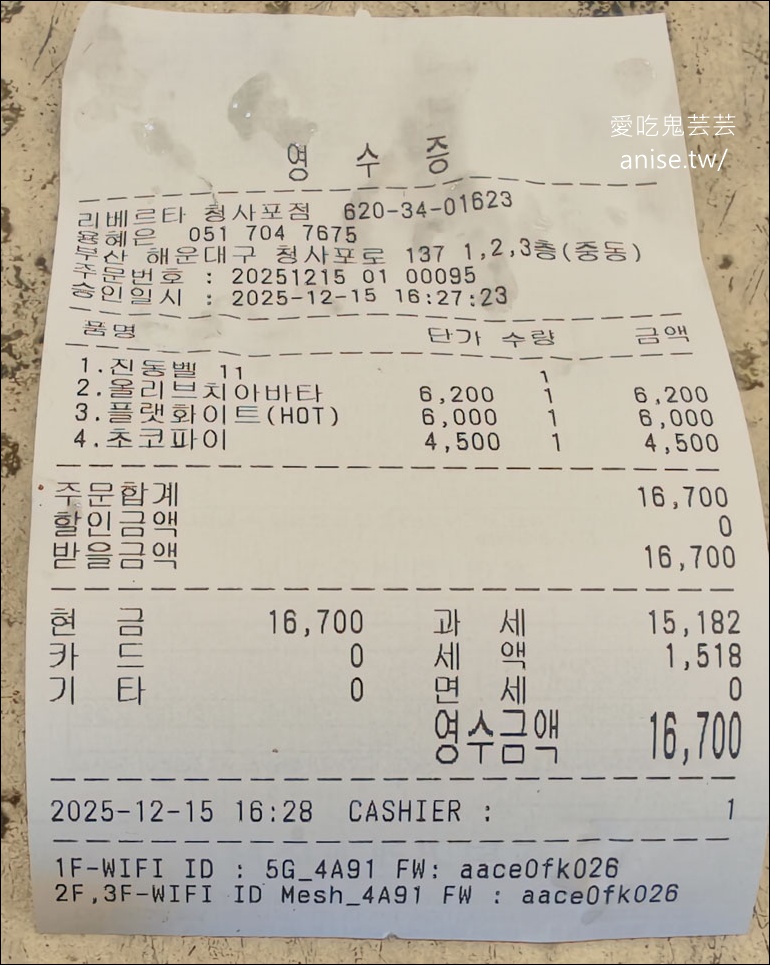 愛吃鬼芸芸
anise.tw/
영 수 증
리베르타 청사포점 620-34-01623
용혜은 051 704 7675
부산 해운대구 청사포로 137 1,2,3층(중동)
주문번호 : 20251215 01 00095
승인일시 : 2025-12-15 16:27:23
품명 단가 수량 금액
1.진동벨 11 1
2.올리브치아바타 6,200 1 6,200
3.플랫화이트(HOT) 6,000 1 6,000
4.초코파이 4,500 1 4,500
주문합계 16,700
할인금액 0
받을금액 16,700
현 금 16,700 과 세 15,182
카 드 0 세 액 1,518
기 타 0 면 세 0
영수금액 16,700
2025-12-15 16:28 CASHIER : 1
1F-WIFI ID : 5G_4A91 FW: aace0fk026
2F,3F-WIFI ID Mesh_4A91 FW : aace0fk026